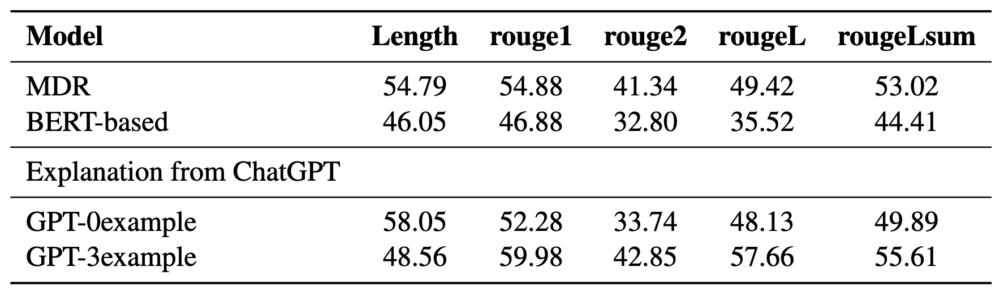 Model Length rouge1 rouge2 rougeL rougeLsum
MDR 54.79 54.88 41.34 49.42 53.02
BERT-based 46.05 46.88 32.80 35.52 44.41
Explanation from ChatGPT
GPT-0example 58.05 52.28 33.74 48.13 49.89
GPT-3example 48.56 59.98 42.85 57.66 55.61